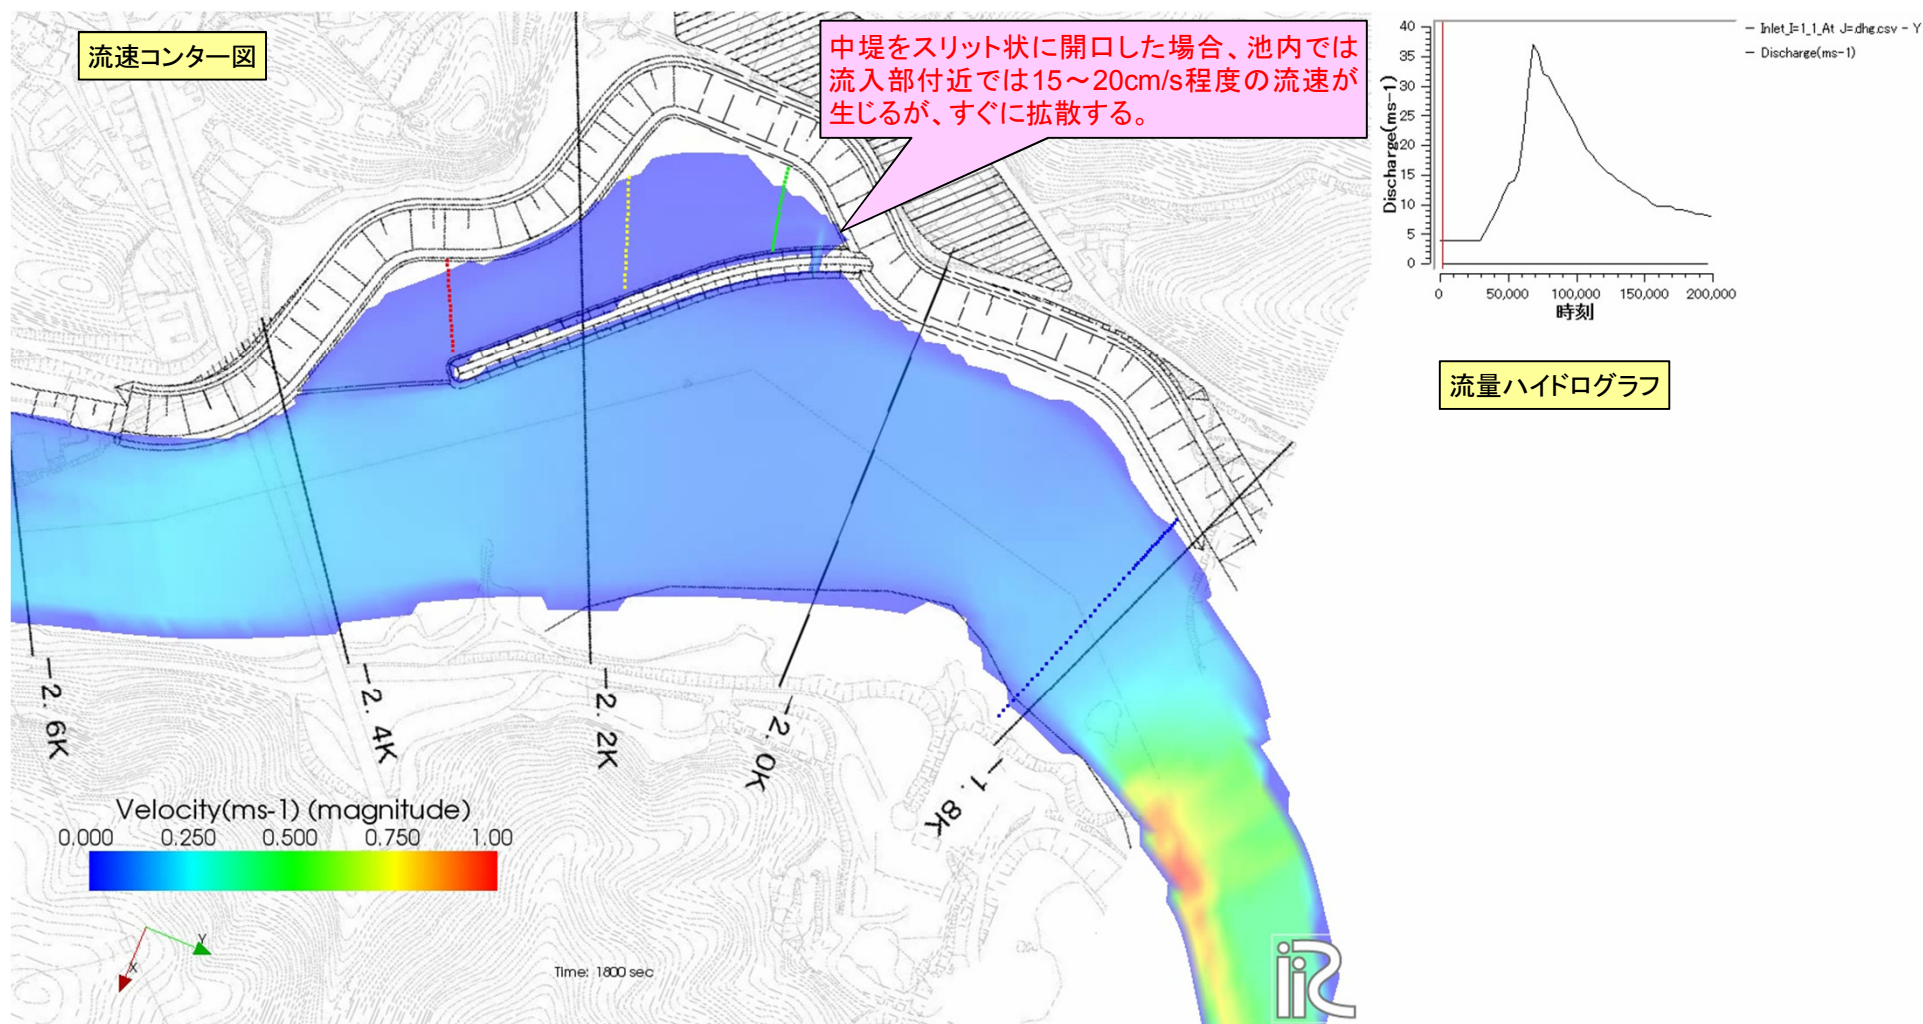 流速コンター図
中堤をスリット状に開口した場合、池内では
流入部付近では15～20cm/s程度の流速が
生じるが、すぐに拡散する。
40
35
30
25
20
15
10
5
0
Discharge(ms-1)
0 50,000 100,000 150,000 200,000
時刻
Inlet_I=1_1_At J=.dhg.csv - Y
Discharge(ms-1)
流量ハイドログラフ
-2.6K
-2.4K
-2.2K
-2.0K
-1.8K
Velocity(ms-1) (magnitude)
0.000 0.250 0.500 0.750 1.00
Y
X
Time: 1800 sec
iRIC